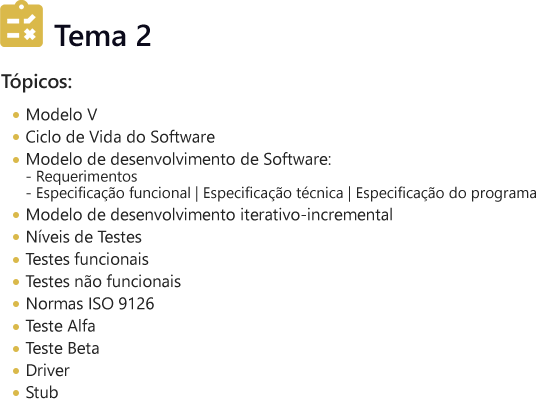 Tema 2
Tópicos:
• Modelo V
• Ciclo de Vida do Software
• Modelo de desenvolvimento de Software:
- Requerimentos
- Especificação funcional | Especificação técnica | Especificação do programa
• Modelo de desenvolvimento iterativo-incremental
• Níveis de Testes
• Testes funcionais
• Testes não funcionais
• Normas ISO 9126
• Teste Alfa
• Teste Beta
• Driver
• Stub